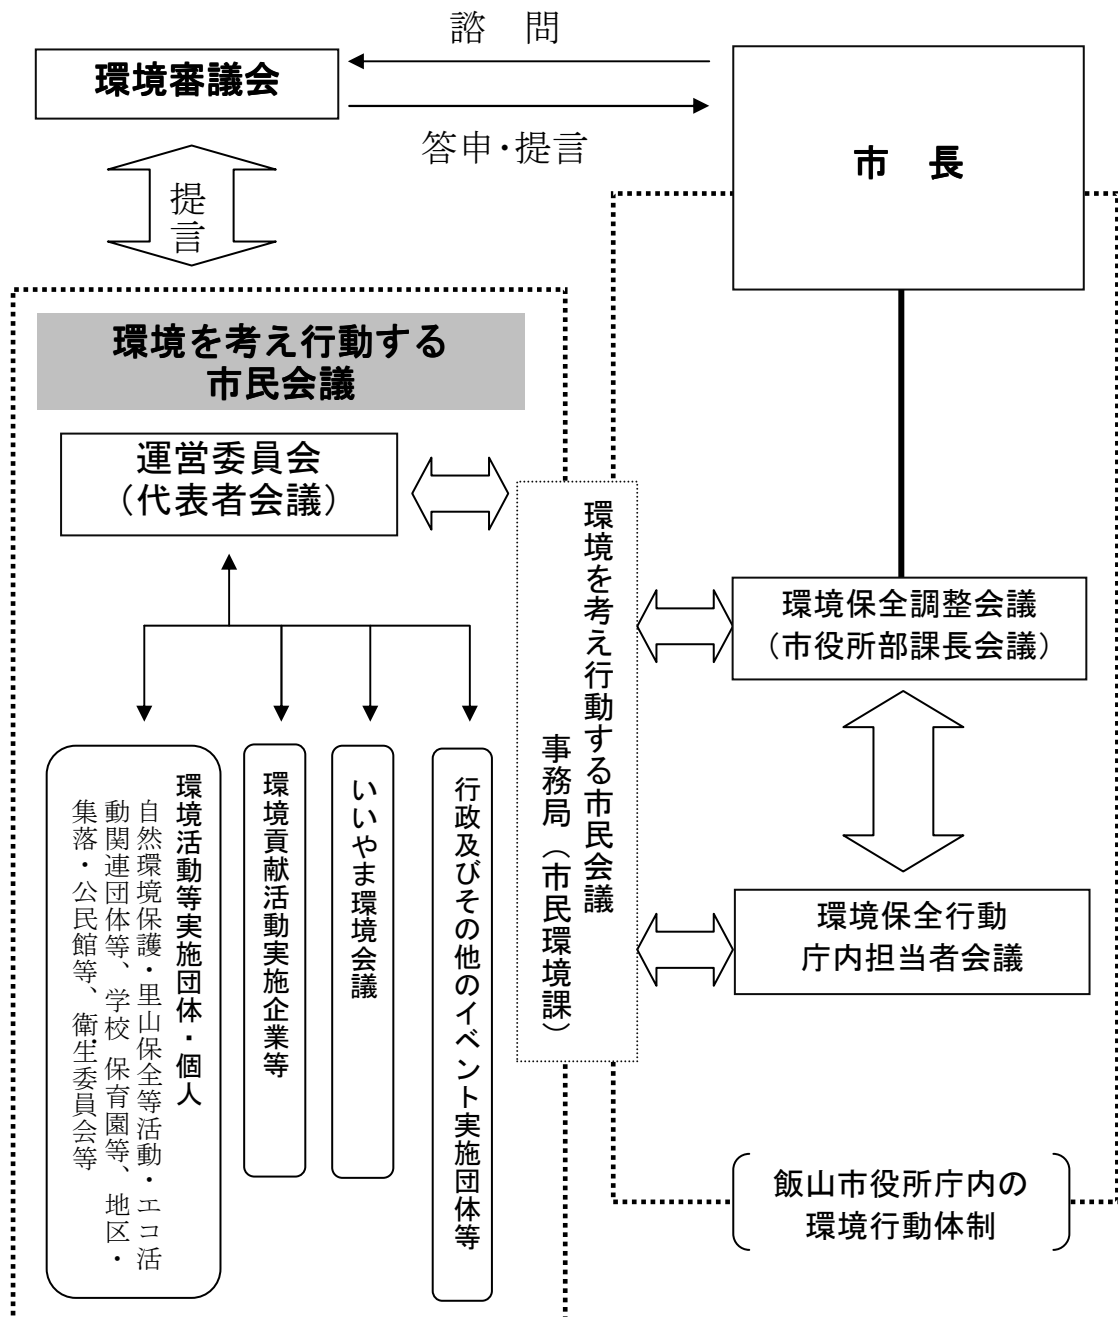 諮　問
環境審議会
答申・提言
市　長
提言
環境を考え行動する
市民会議
運営委員会
（代表者会議）
環境を考え行動する市民会議
事務局（市民環境課）
環境保全調整会議
（市役所部課長会議）
環境保全行動
庁内担当者会議
環境活動等実施団体・個人
自然環境保護・里山保全等活動・エコ活
動関連団体等、学校 保育園等、地区・
集落・公民館等、衛生委員会等
環境貢献活動実施企業等
いいやま環境会議
行政及びその他のイベント実施団体等
飯山市役所庁内の
環境行動体制